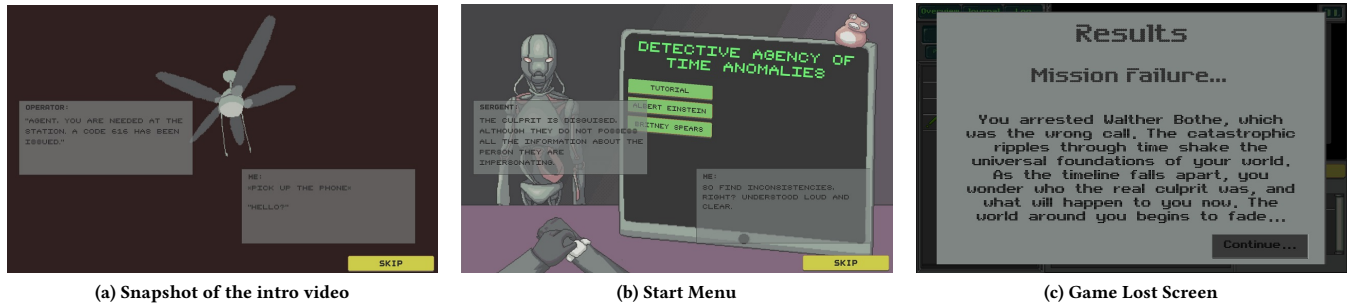 OPERATOR:
"AGENT, YOU ARE NEEDED AT THE
STATION. A CODE 616 HAS BEEN
ISSUED."
ME:
<PICK UP THE PHONE>
"HELLO?"
SKIP
(a) Snapshot of the intro video
DETECTIVE AGENCY OF
TIME ANOMALIES
TUTORIAL
ALBERT EINSTEIN
BRITNEY SPEARS
SERGENT:
THE CULPRIT IS DISGUISED,
ALTHOUGH THEY DO NOT POSSESS
ALL THE INFORMATION ABOUT THE
PERSON THEY ARE
IMPERSONATING.
ME:
SO FIND INCONSISTENCIES,
RIGHT? UNDERSTOOD LOUD AND
CLEAR.
SKIP
(b) Start Menu
Overview Journal Log
Results
Mission Failure...
You arrested Walther Bothe, which
was the wrong call. The catastrophic
ripples through time shake the
universal foundations of your world.
As the timeline falls apart, you
wonder who the real culprit was, and
what will happen to you now. The
world around you begins to fade...
Continue...
(c) Game Lost Screen